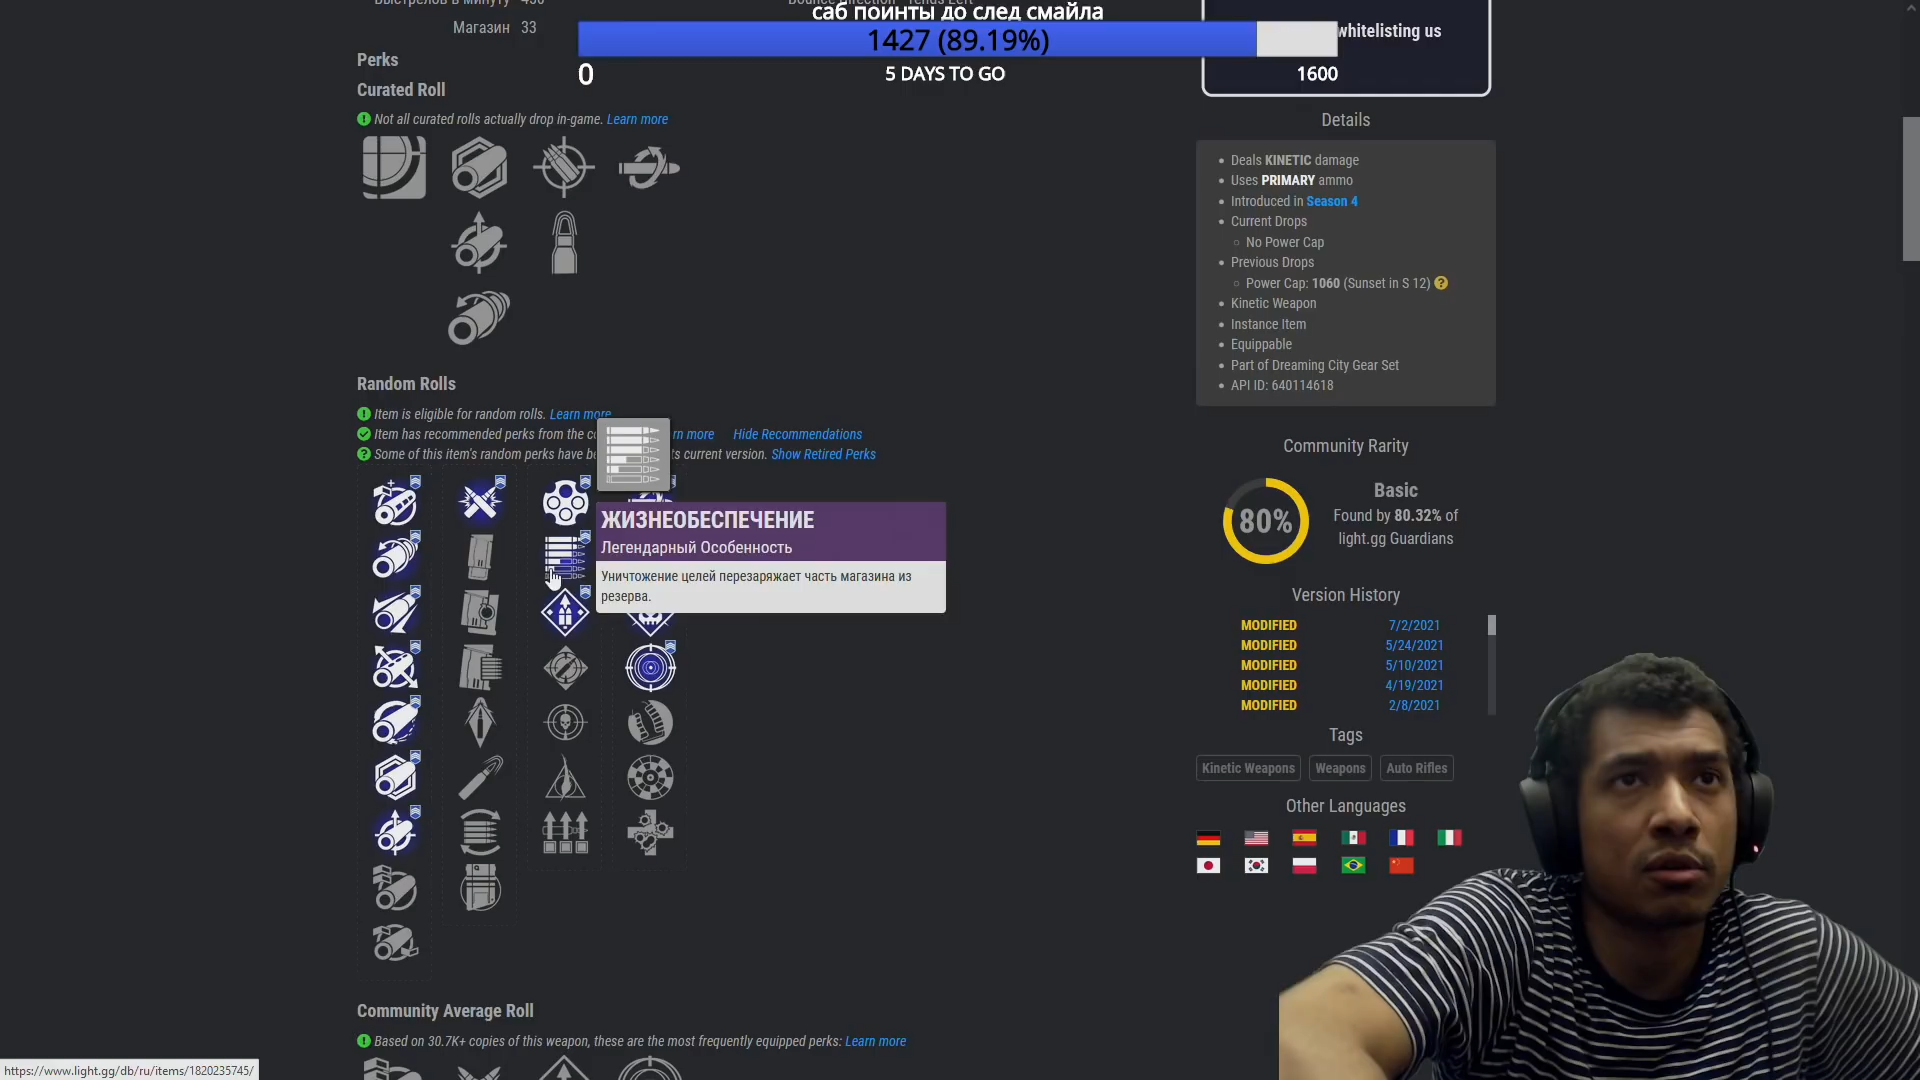 Выстрелов в минуту 450
Bounce Direction Tends Left
Магазин 33
саб поинты до след смайла
1427 (89.19%)
0
5 DAYS TO GO
1600
whitelisting us
Perks
Curated Roll
Not all curated rolls actually drop in-game. Learn more
Random Rolls
Item is eligible for random rolls. Learn more
Item has recommended perks from the
more
Hide Recommendations
Some of this item's random perks have
current version. Show Retired Perks
ЖИЗНЕОБЕСПЕЧЕНИЕ
Легендарный Особенность
Уничтожение целей перезаряжает часть магазина из
резерва.
Community Average Roll
Based on 30.7K+ copies of this weapon, these are the most frequently equipped perks: Learn more
https://www.light.gg/db/ru/items/1820235745/
Details
Deals KINETIC damage
Uses PRIMARY ammo
Introduced in Season 4
Current Drops
No Power Cap
Previous Drops
Power Cap: 1060 (Sunset in S 12)
Kinetic Weapon
Instance Item
Equippable
Part of Dreaming City Gear Set
API ID: 640114618
Community Rarity
80%
Basic
Found by 80.32% of
light.gg Guardians
Version History
MODIFIED 7/2/2021
MODIFIED 5/24/2021
MODIFIED 5/10/2021
MODIFIED 4/19/2021
MODIFIED 2/8/2021
Tags
Kinetic Weapons
Weapons
Auto Rifles
Other Languages